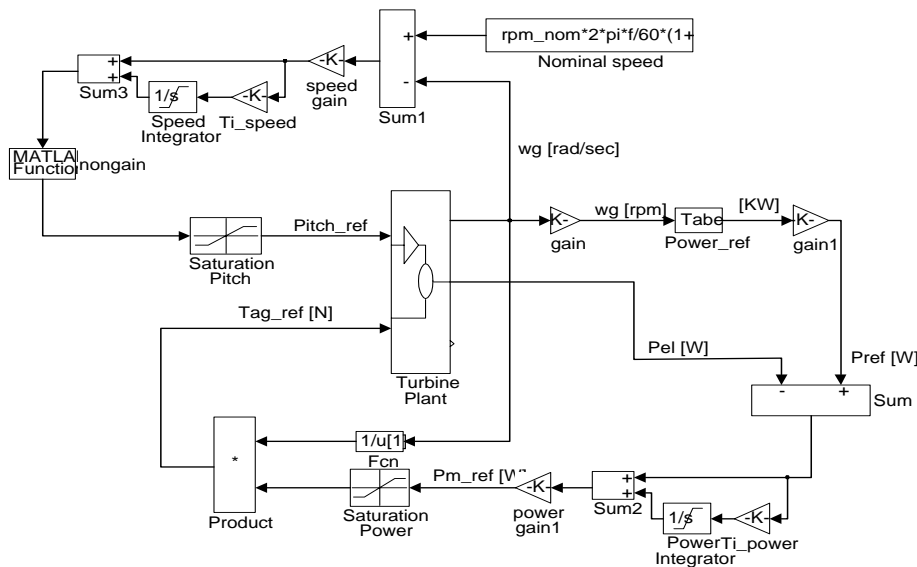 rpm_nom*2*pi*f/60*(1+
Nominal speed
+
-
Sum1
-K-
speed
gain
+
+
Sum3
1/s
Speed
Integrator
-K-
Ti_speed
wg [rad/sec]
MATLA
Function
nongain
Pitch_ref
Saturation
Pitch
K-
gain
wg [rpm]
Tabe
Power_ref
[KW]
K-
gain1
Tag_ref [N]
Turbine
Plant
Pel [W]
Pref [W]
-
+
Sum
1/u[1]
Fcn
*
Product
Saturation
Power
Pm_ref [W]
-K-
power
gain1
+
+
Sum2
1/s
Power
Integrator
-K-
Ti_power